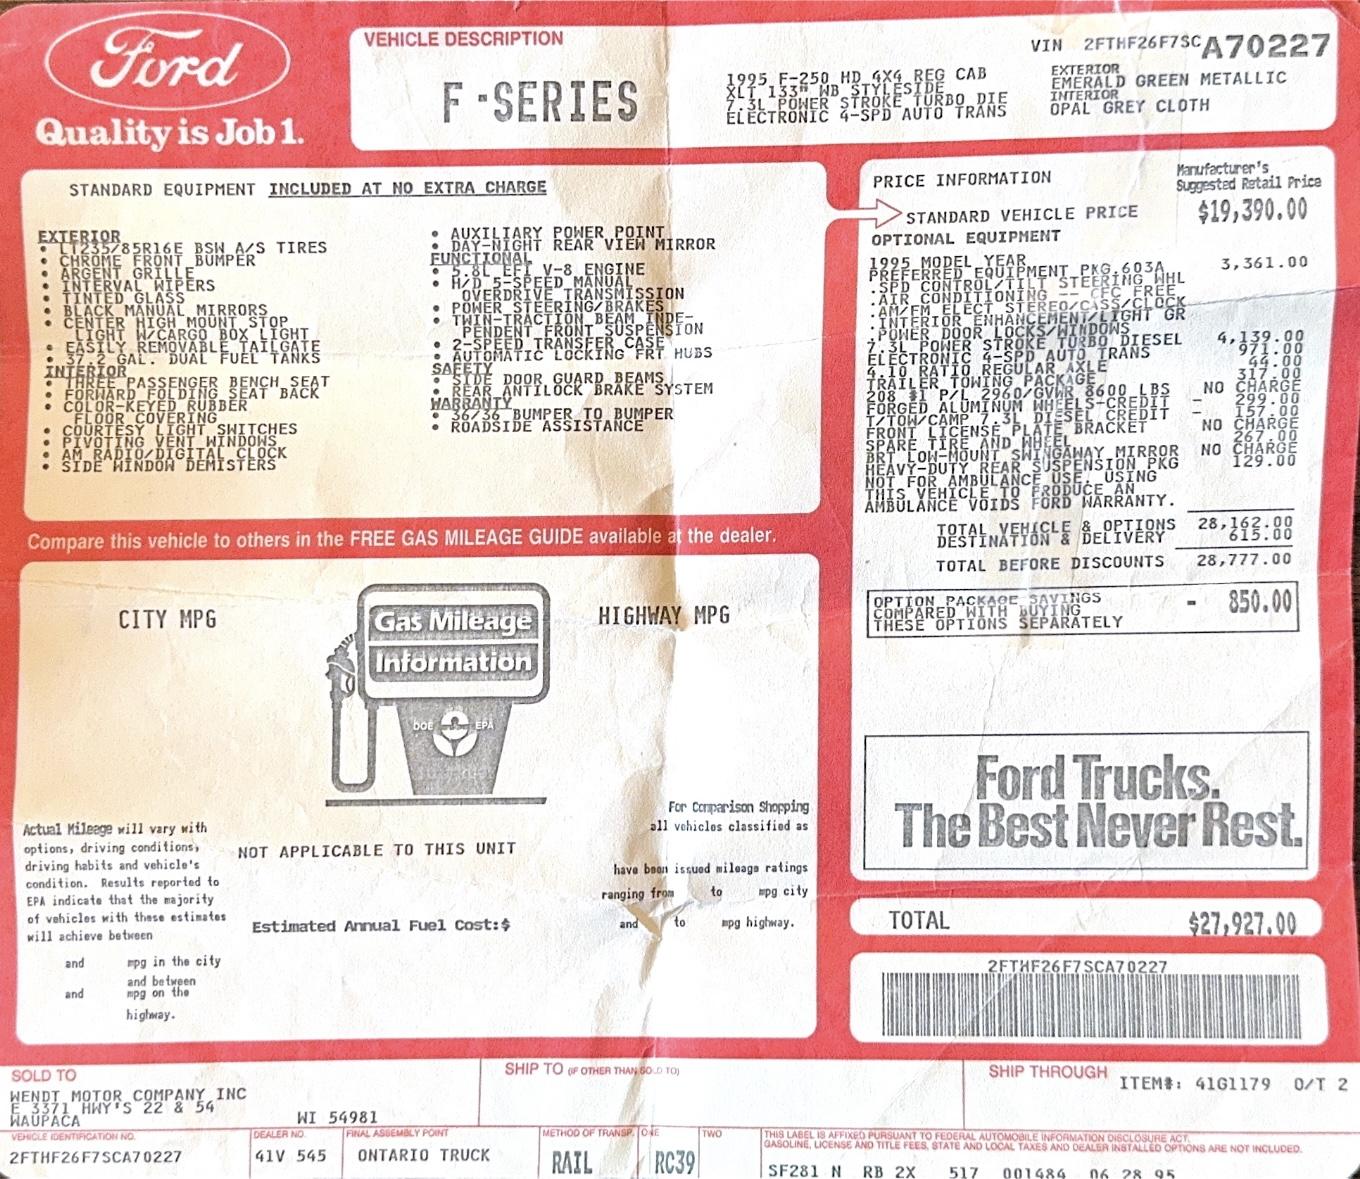 Ford
Quality is Job 1.
VEHICLE DESCRIPTION
F-SERIES
1995 F-250 HD 4X4 REG CAB
XLT 133" WB STYLESIDE
7.3L POWER STROKE TURBO DIE
ELECTRONIC 4-SPD AUTO TRANS
VIN 2FTHF26F7SCA70227
EXTERIOR
EMERALD GREEN METALLIC
INTERIOR
OPAL GREY CLOTH
STANDARD EQUIPMENT INCLUDED AT NO EXTRA CHARGE
EXTERIOR
• LT235/85R16E BSW A/S TIRES
• CHROME FRONT BUMPER
• ARGENT GRILLE
• INTERVAL WIPERS
• TINTED GLASS
• BLACK MANUAL MIRRORS
• CENTER HIGH MOUNT STOP
LIGHT W/CARGO BOX LIGHT
• EASILY REMOVABLE TAILGATE
• 37.2 GAL. DUAL FUEL TANKS
INTERIOR
• THREE PASSENGER BENCH SEAT
• FORWARD FOLDING SEAT BACK
• COLOR-KEYED RUBBER
FLOOR COVERING
• COURTESY LIGHT SWITCHES
• PIVOTING VENT WINDOWS
• AM RADIO/DIGITAL CLOCK
• SIDE WINDOW DEMISTERS
• AUXILIARY POWER POINT
• DAY-NIGHT REAR VIEW MIRROR
FUNCTIONAL
• 5.8L EFI V-8 ENGINE
• H/D 5-SPEED MANUAL
OVERDRIVE TRANSMISSION
• POWER STEERING/BRAKES
• TWIN-TRACTION BEAM INDE-
PENDENT FRONT SUSPENSION
• 2-SPEED TRANSFER CASE
• AUTOMATIC LOCKING FRT HUBS
SAFETY
• SIDE DOOR GUARD BEAMS
• REAR ANTILOCK BRAKE SYSTEM
WARRANTY
• 36/36 BUMPER TO BUMPER
• ROADSIDE ASSISTANCE
PRICE INFORMATION
Manufacturer's
Suggested Retail Price
STANDARD VEHICLE PRICE $19,390.00
OPTIONAL EQUIPMENT
1995 MODEL YEAR
PREFERRED EQUIPMENT PKG.603A 3,361.00
.SPD CONTROL/TILT STEERING WHL
.AIR CONDITIONING -- CFC FREE
.AM/FM ELECT STEREO/CASS/CLOCK
.INTERIOR ENHANCEMENT/LIGHT GR
.POWER DOOR LOCKS/WINDOWS
7.3L POWER STROKE TURBO DIESEL 4,139.00
ELECTRONIC 4-SPD AUTO TRANS 971.00
4.10 RATIO REGULAR AXLE 44.00
TRAILER TOWING PACKAGE 317.00
208 #1 P/L 2960/GVWR 8600 LBS NO CHARGE
FORGED ALUMINUM WHEELS-CREDIT - 299.00
T/TOW/CAMP 7.3L DIESEL CREDIT - 157.00
FRONT LICENSE PLATE BRACKET NO CHARGE
SPARE TIRE AND WHEEL 267.00
BRT LOW-MOUNT SWINGAWAY MIRROR NO CHARGE
HEAVY-DUTY REAR SUSPENSION PKG 129.00
NOT FOR AMBULANCE USE. USING
THIS VEHICLE TO PRODUCE AN
AMBULANCE VOIDS FORD WARRANTY.
TOTAL VEHICLE & OPTIONS 28,162.00
DESTINATION & DELIVERY 615.00
TOTAL BEFORE DISCOUNTS 28,777.00
OPTION PACKAGE SAVINGS
COMPARED WITH BUYING
THESE OPTIONS SEPARATELY - 850.00
Compare this vehicle to others in the FREE GAS MILEAGE GUIDE available at the dealer.
CITY MPG
Gas Mileage
Information
DOE EPA
HIGHWAY MPG
Actual Mileage will vary with
options, driving conditions,
driving habits and vehicle's
condition. Results reported to
EPA indicate that the majority
of vehicles with these estimates
will achieve between
and mpg in the city
and between
and mpg on the
highway.
NOT APPLICABLE TO THIS UNIT
Estimated Annual Fuel Cost:$
For Comparison Shopping
all vehicles classified as
have been issued mileage ratings
ranging from to mpg city
and to mpg highway.
Ford Trucks.
The Best Never Rest.
TOTAL $27,927.00
2FTHF26F7SCA70227
SOLD TO
WENDT MOTOR COMPANY INC
E 3371 HWY'S 22 & 54
WAUPACA WI 54981
SHIP TO (IF OTHER THAN SOLD TO)
SHIP THROUGH ITEM#: 41G1179 O/T 2
VEHICLE IDENTIFICATION NO.
2FTHF26F7SCA70227
DEALER NO.
41V 545
FINAL ASSEMBLY POINT
ONTARIO TRUCK
METHOD OF TRANSP.
RAIL
ONE
RC39
TWO
THIS LABEL IS AFFIXED PURSUANT TO FEDERAL AUTOMOBILE INFORMATION DISCLOSURE ACT.
GASOLINE, LICENSE AND TITLE FEES, STATE AND LOCAL TAXES AND DEALER INSTALLED OPTIONS ARE NOT INCLUDED.
SF281 N RB 2X 517 001484 06 28 95